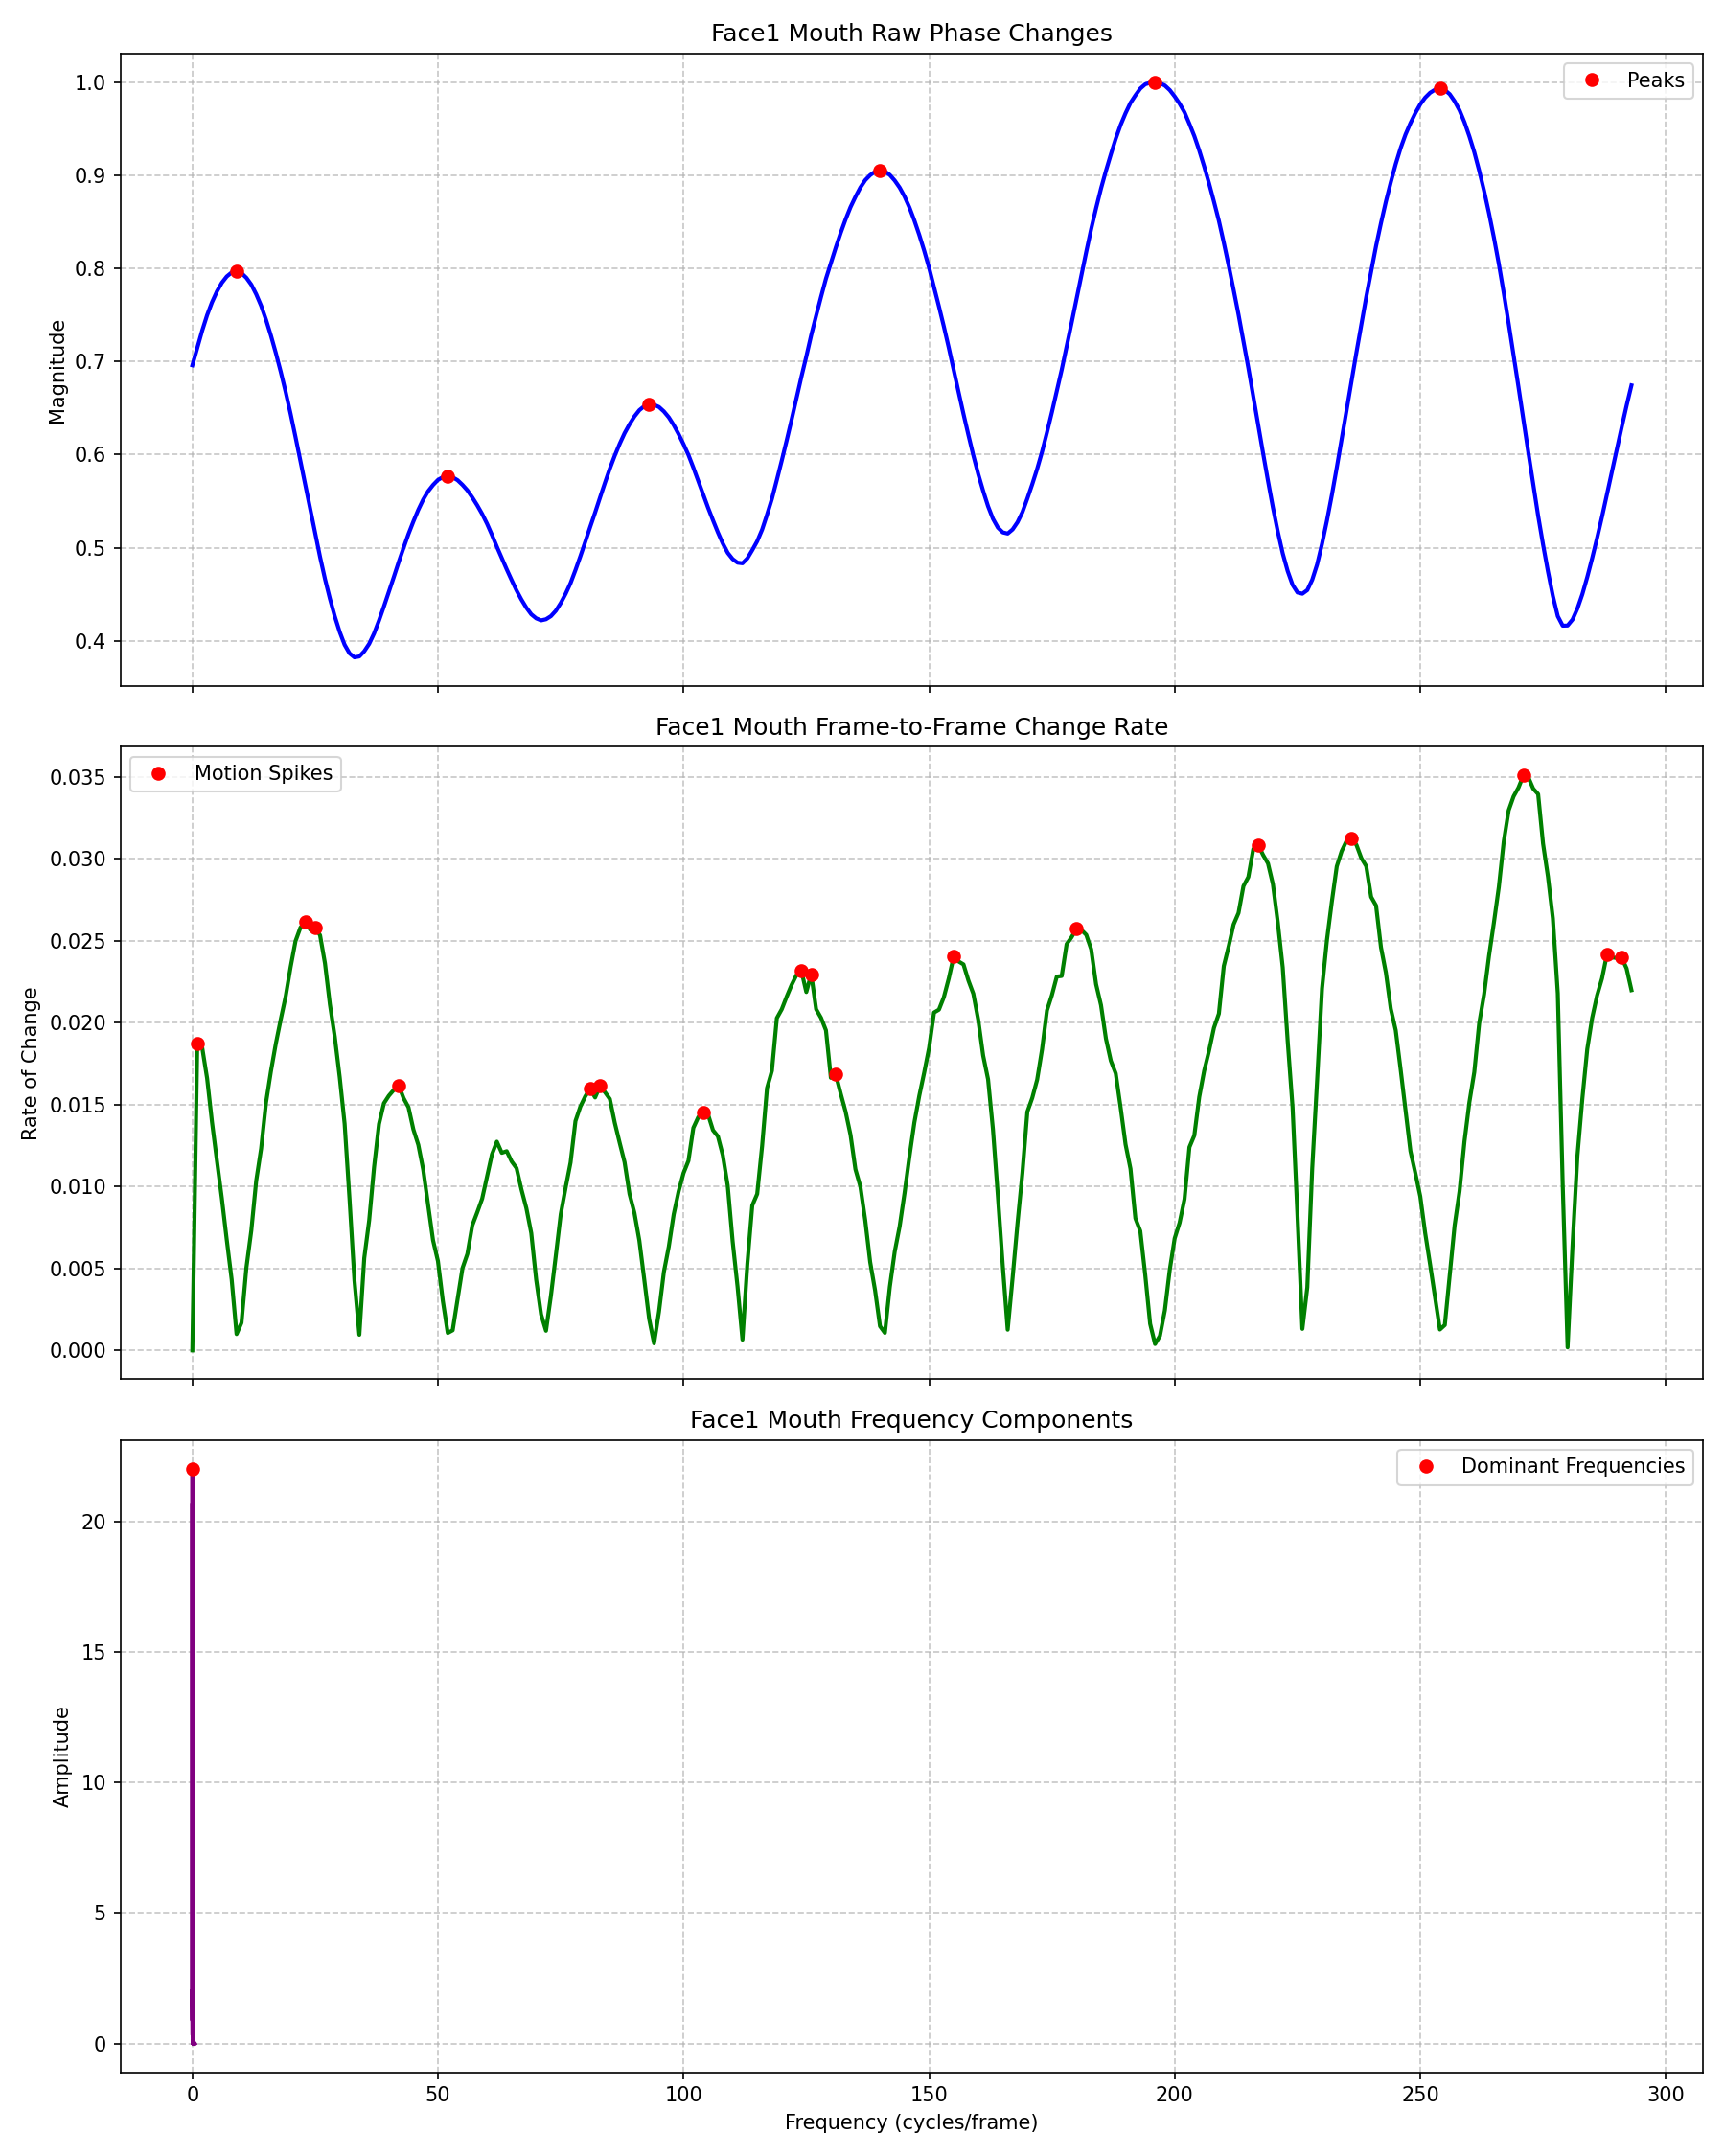 Face1 Mouth Raw Phase Changes
Peaks
Magnitude
1.0
0.9
0.8
0.7
0.6
0.5
0.4
Face1 Mouth Frame-to-Frame Change Rate
Motion Spikes
Rate of Change
0.035
0.030
0.025
0.020
0.015
0.010
0.005
0.000
Face1 Mouth Frequency Components
Dominant Frequencies
Amplitude
20
15
10
5
0
0 50 100 150 200 250 300
Frequency (cycles/frame)